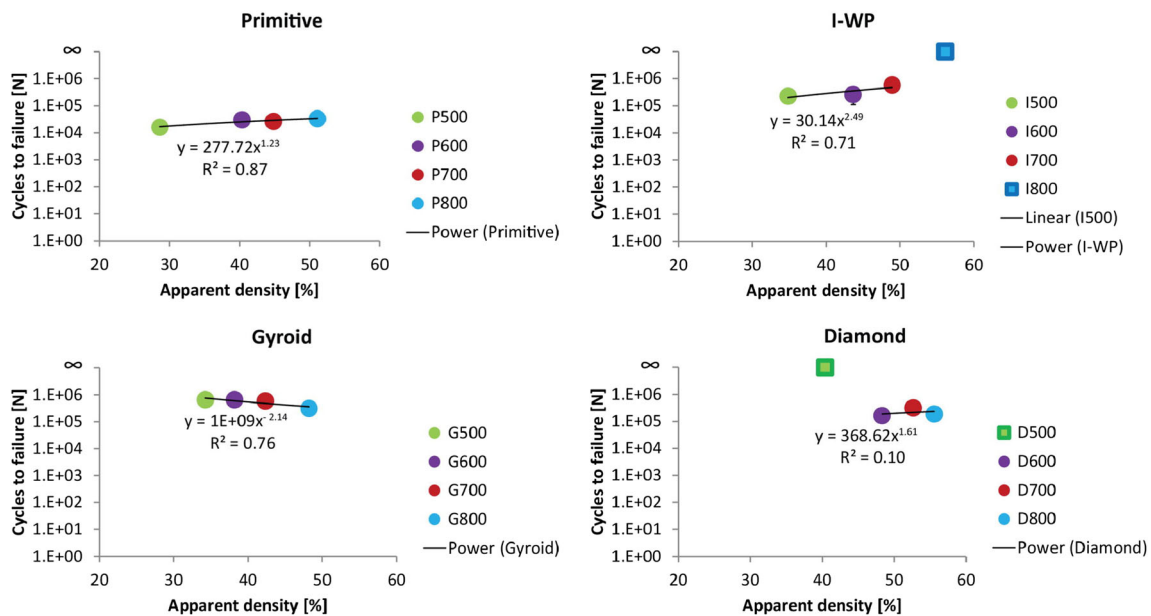 Primitive
∞
1.E+06
1.E+05
1.E+04
1.E+03
1.E+02
1.E+01
1.E+00
Cycles to failure [N]
y = 277.72x^1.23
R² = 0.87
20 30 40 50 60
Apparent density [%]
P500
P600
P700
P800
Power (Primitive)
I-WP
∞
1.E+06
1.E+05
1.E+04
1.E+03
1.E+02
1.E+01
1.E+00
Cycles to failure [N]
y = 30.14x^2.49
R² = 0.71
20 30 40 50 60
Apparent density [%]
I500
I600
I700
I800
Linear (I500)
Power (I-WP)
Gyroid
∞
1.E+06
1.E+05
1.E+04
1.E+03
1.E+02
1.E+01
1.E+00
Cycles to failure [N]
y = 1E+09x^-2.14
R² = 0.76
20 30 40 50 60
Apparent density [%]
G500
G600
G700
G800
Power (Gyroid)
Diamond
∞
1.E+06
1.E+05
1.E+04
1.E+03
1.E+02
1.E+01
1.E+00
Cycles to failure [N]
y = 368.62x^1.61
R² = 0.10
20 30 40 50 60
Apparent density [%]
D500
D600
D700
D800
Power (Diamond)